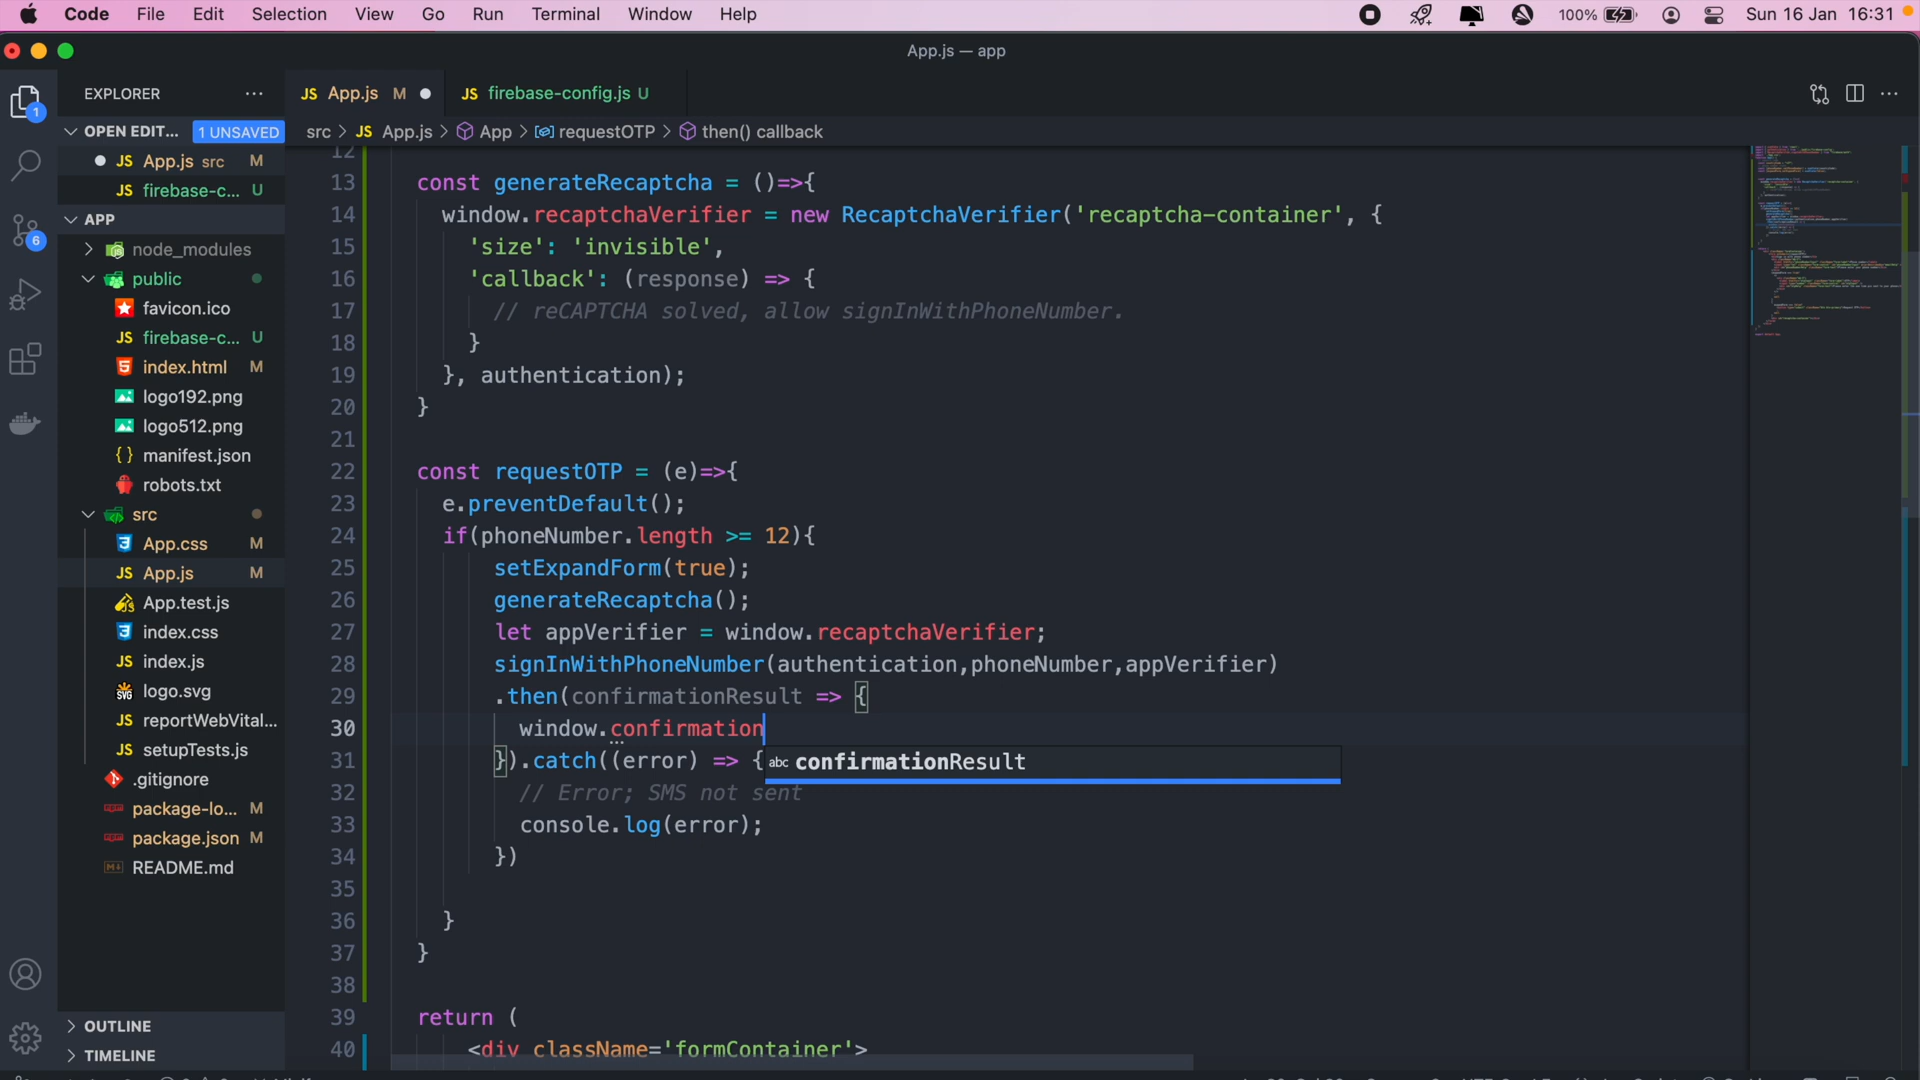 Code File Edit Selection View Go Run Terminal Window Help 100% Sun 16 Jan 16:31
App.js — app
EXPLORER
JS App.js M
JS firebase-config.js U
OPEN EDIT... 1 UNSAVED
src > JS App.js > App > requestOTP > then() callback
JS App.js src M
JS firebase-c... U
APP
node_modules
public
favicon.ico
JS firebase-c... U
index.html M
logo192.png
logo512.png
manifest.json
robots.txt
src
App.css M
JS App.js M
App.test.js
index.css
JS index.js
logo.svg
JS reportWebVital...
JS setupTests.js
.gitignore
package-lo... M
package.json M
README.md
OUTLINE
TIMELINE
1
6
12
13 const generateRecaptcha = ()=>{
14 window.recaptchaVerifier = new RecaptchaVerifier('recaptcha-container', {
15 'size': 'invisible',
16 'callback': (response) => {
17 // reCAPTCHA solved, allow signInWithPhoneNumber.
18 }
19 }, authentication);
20 }
21
22 const requestOTP = (e)=>{
23 e.preventDefault();
24 if(phoneNumber.length >= 12){
25 setExpandForm(true);
26 generateRecaptcha();
27 let appVerifier = window.recaptchaVerifier;
28 signInWithPhoneNumber(authentication,phoneNumber,appVerifier)
29 .then(confirmationResult => {
30 window.confirmation
31 }).catch((error) => {
abc confirmationResult
32 // Error; SMS not sent
33 console.log(error);
34 })
35
36 }
37 }
38
39 return (
40 <div className='formContainer'>